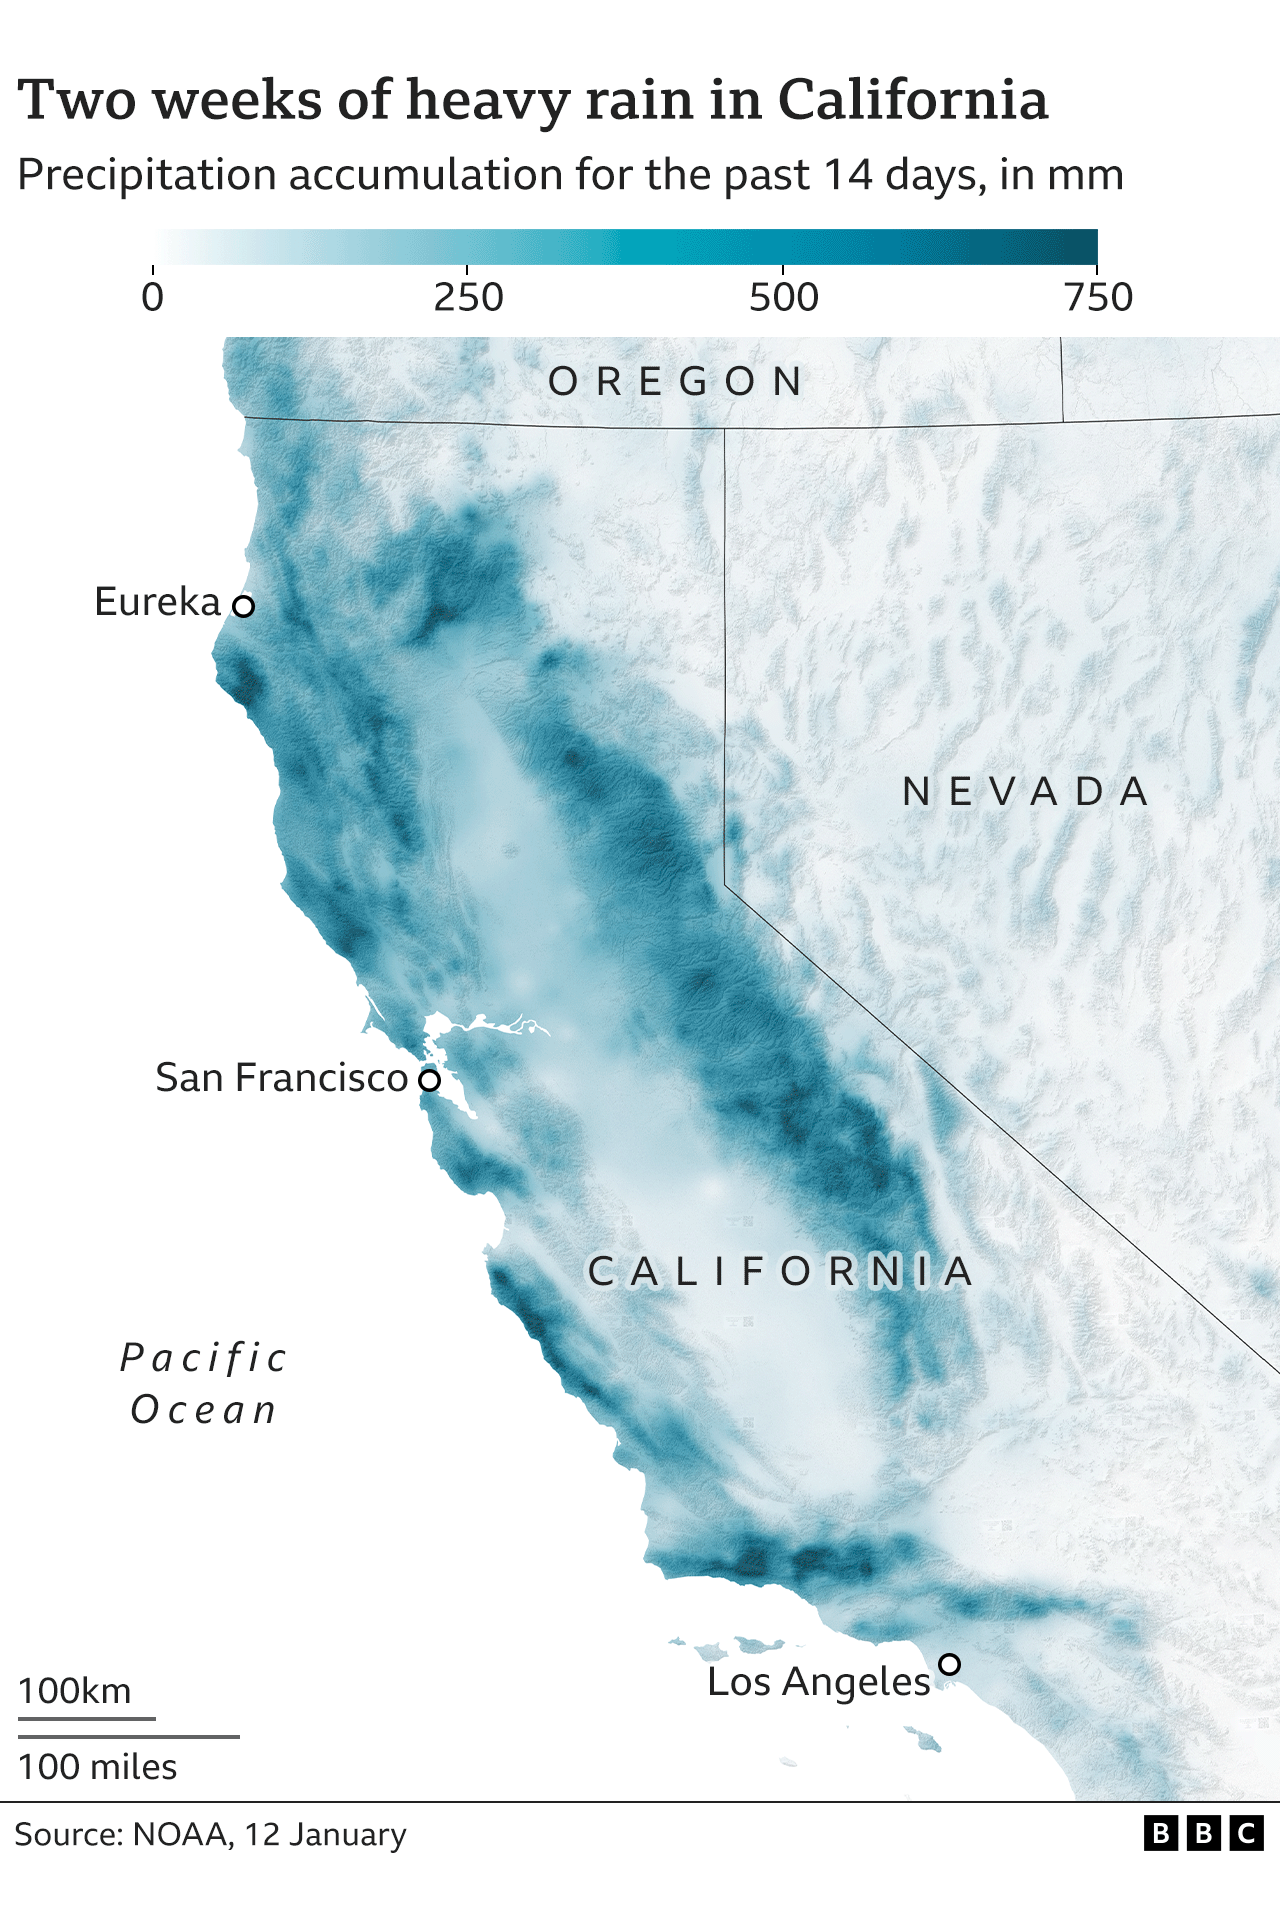 Two weeks of heavy rain in California
Precipitation accumulation for the past 14 days, in mm
0 250 500 750
OREGON
Eureka
NEVADA
San Francisco
CALIFORNIA
Pacific
Ocean
Los Angeles
100km
100 miles
Source: NOAA, 12 January
BBC